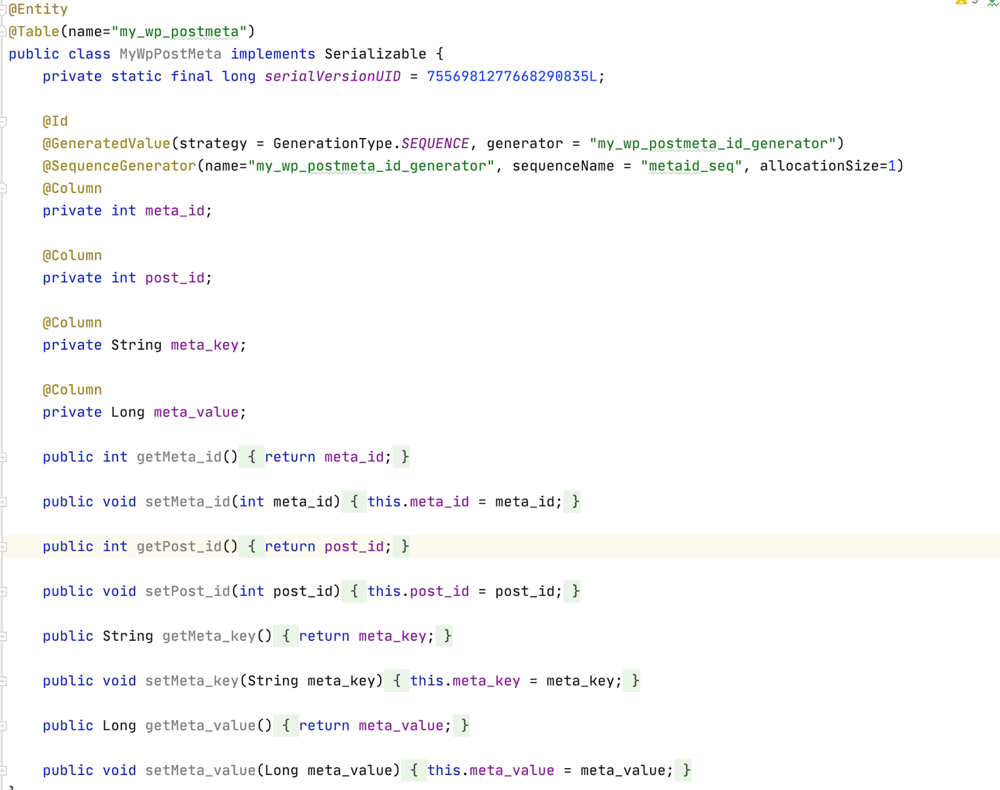 @Entity
@Table(name="my_wp_postmeta")
public class MyWpPostMeta implements Serializable {
    private static final long serialVersionUID = 7556981277668290835L;

    @Id
    @GeneratedValue(strategy = GenerationType.SEQUENCE, generator = "my_wp_postmeta_id_generator")
    @SequenceGenerator(name="my_wp_postmeta_id_generator", sequenceName = "metaid_seq", allocationSize=1)
    @Column
    private int meta_id;

    @Column
    private int post_id;

    @Column
    private String meta_key;

    @Column
    private Long meta_value;

    public int getMeta_id() { return meta_id; }

    public void setMeta_id(int meta_id) { this.meta_id = meta_id; }

    public int getPost_id() { return post_id; }

    public void setPost_id(int post_id) { this.post_id = post_id; }

    public String getMeta_key() { return meta_key; }

    public void setMeta_key(String meta_key) { this.meta_key = meta_key; }

    public Long getMeta_value() { return meta_value; }

    public void setMeta_value(Long meta_value) { this.meta_value = meta_value; }
}